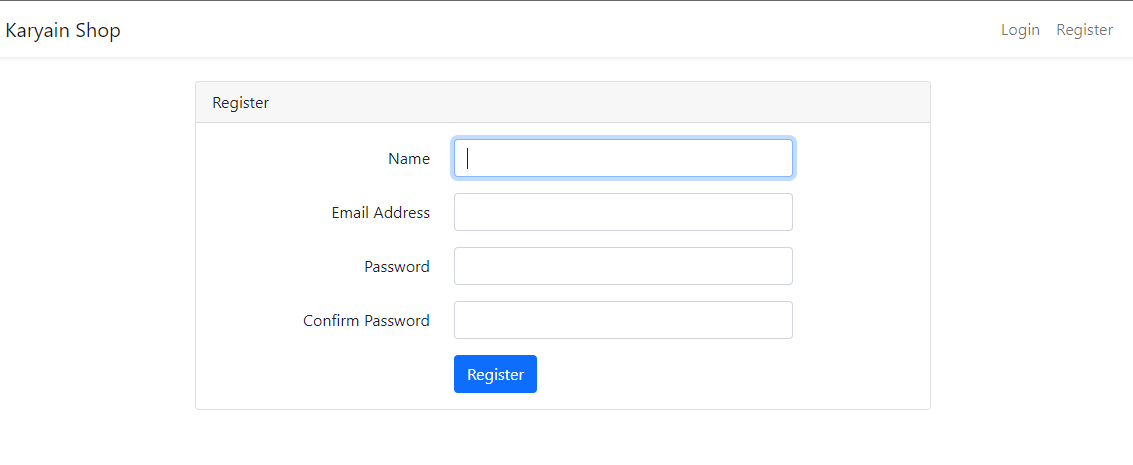 Karyain Shop
Login Register
Register
Name
Email Address
Password
Confirm Password
Register